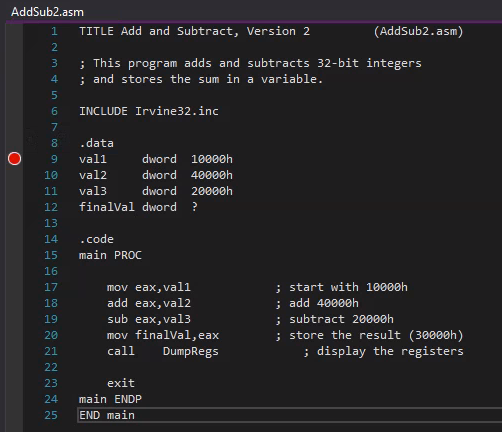 AddSub2.asm
1 TITLE Add and Subtract, Version 2         (AddSub2.asm)
2
3 ; This program adds and subtracts 32-bit integers
4 ; and stores the sum in a variable.
5
6 INCLUDE Irvine32.inc
7
8 .data
9 val1     dword  10000h
10 val2     dword  40000h
11 val3     dword  20000h
12 finalVal dword  ?
13
14 .code
15 main PROC
16
17     mov eax,val1            ; start with 10000h
18     add eax,val2            ; add 40000h
19     sub eax,val3            ; subtract 20000h
20     mov finalVal,eax        ; store the result (30000h)
21     call    DumpRegs            ; display the registers
22
23     exit
24 main ENDP
25 END main